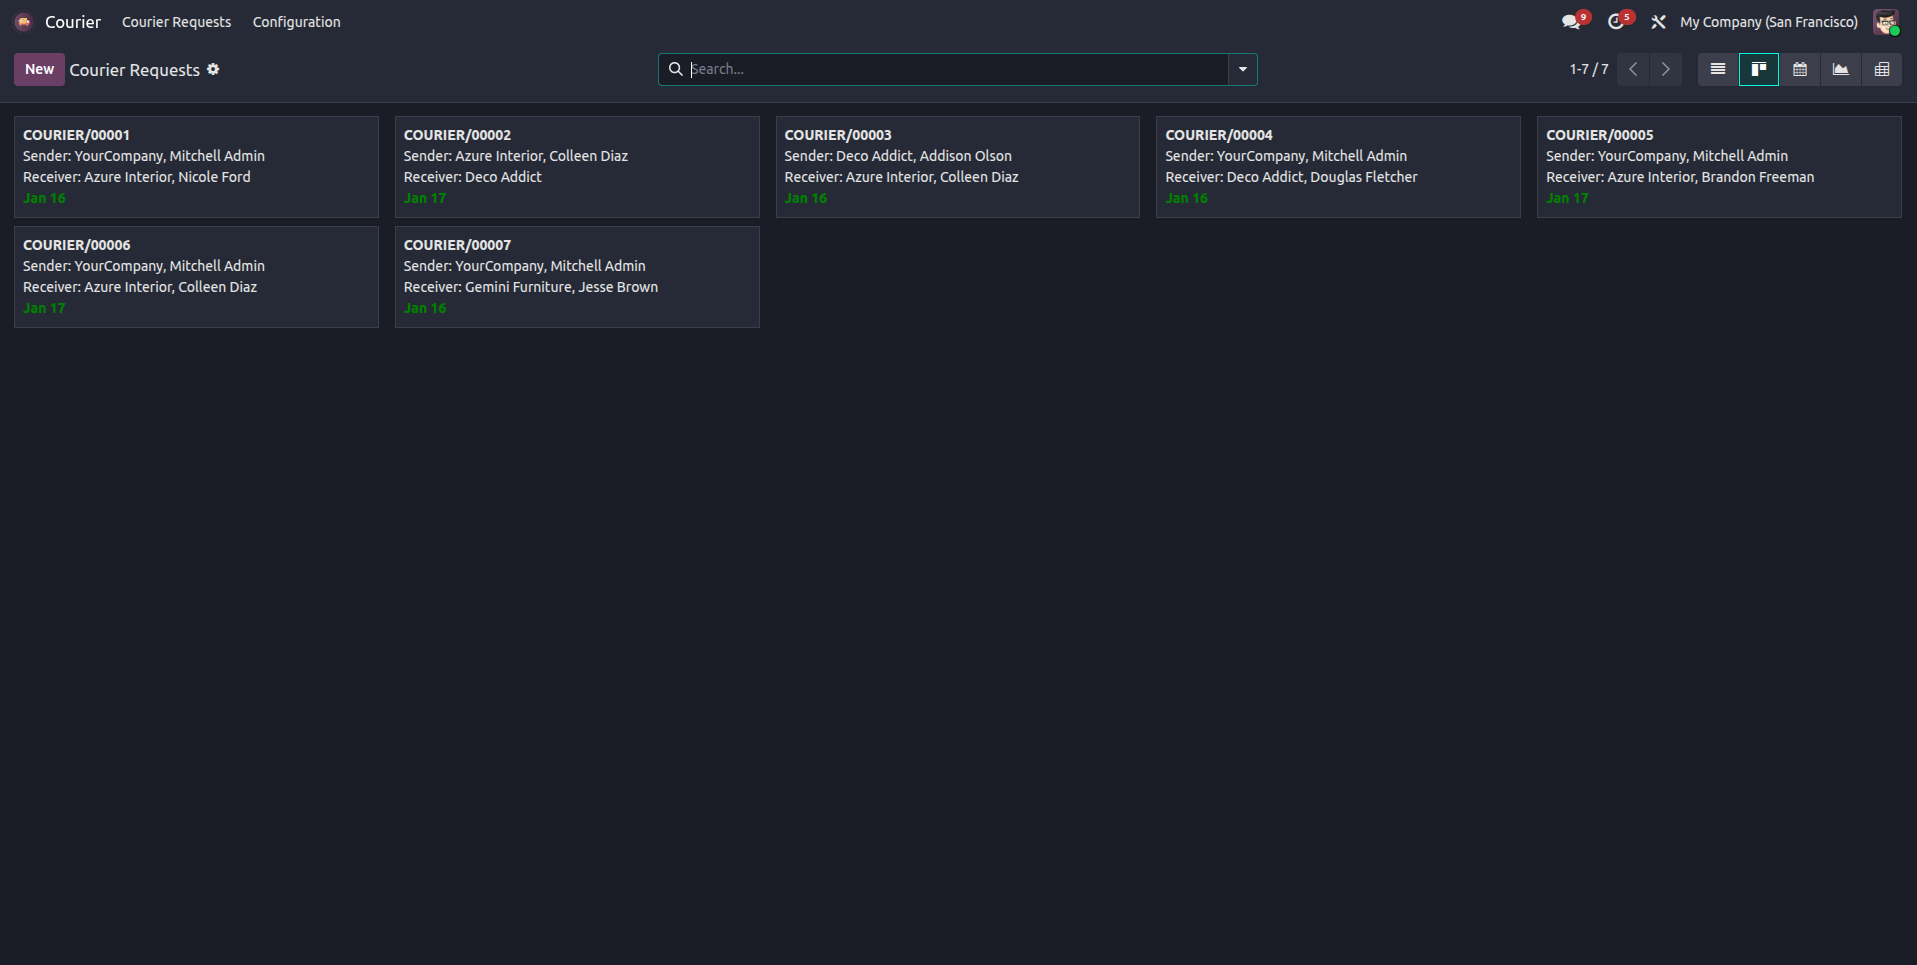 Courier Courier Requests Configuration 9 5 My Company (San Francisco)
New Courier Requests Search... 1-7 / 7
COURIER/00001
Sender: YourCompany, Mitchell Admin
Receiver: Azure Interior, Nicole Ford
Jan 16
COURIER/00002
Sender: Azure Interior, Colleen Diaz
Receiver: Deco Addict
Jan 17
COURIER/00003
Sender: Deco Addict, Addison Olson
Receiver: Azure Interior, Colleen Diaz
Jan 16
COURIER/00004
Sender: YourCompany, Mitchell Admin
Receiver: Deco Addict, Douglas Fletcher
Jan 16
COURIER/00005
Sender: YourCompany, Mitchell Admin
Receiver: Azure Interior, Brandon Freeman
Jan 17
COURIER/00006
Sender: YourCompany, Mitchell Admin
Receiver: Azure Interior, Colleen Diaz
Jan 17
COURIER/00007
Sender: YourCompany, Mitchell Admin
Receiver: Gemini Furniture, Jesse Brown
Jan 16